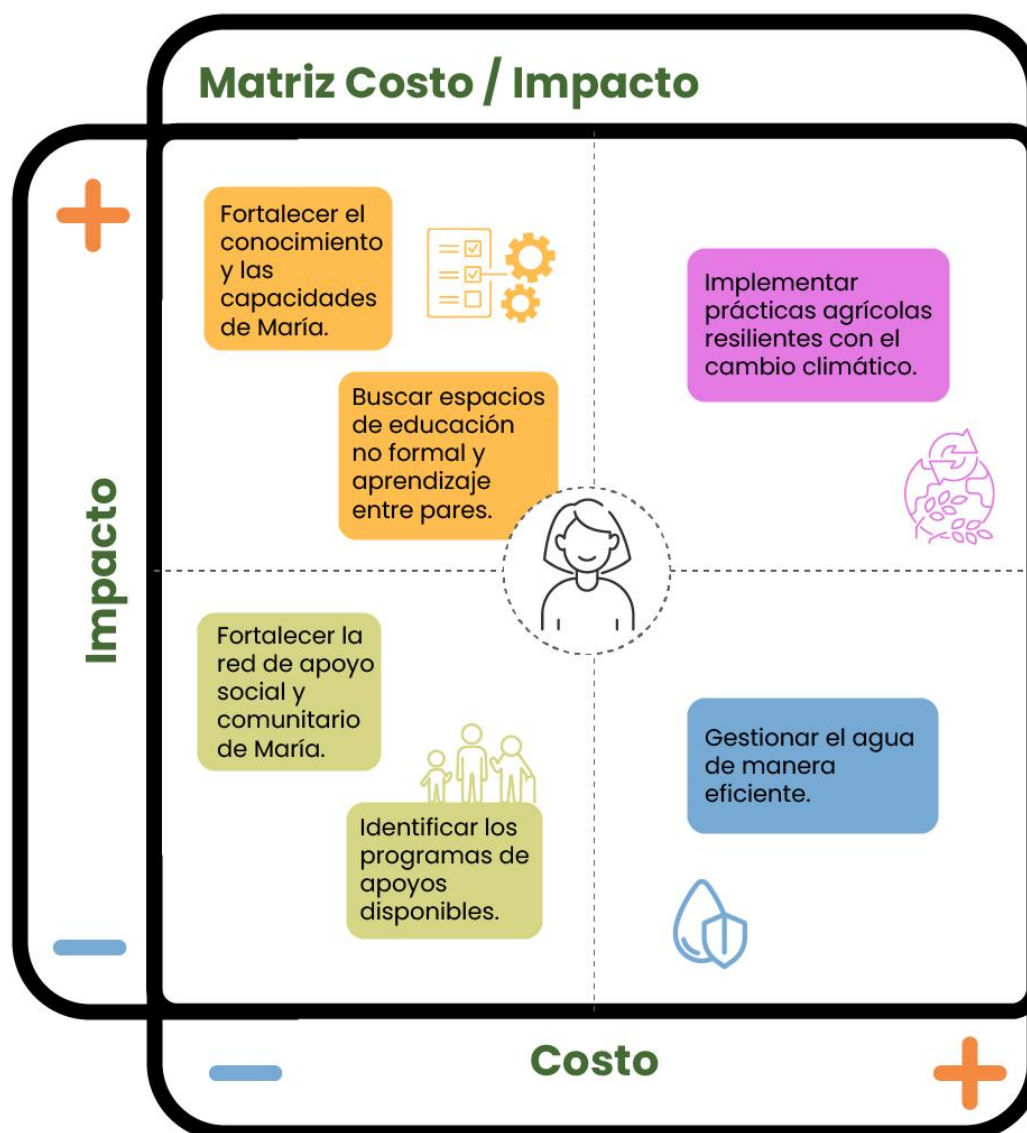 Matriz Costo / Impacto
Fortalecer el
conocimiento
y las
capacidades
de María.
Implementar
prácticas agrícolas
resilientes con el
cambio climático.
Buscar espacios
de educación
no formal y
aprendizaje
entre pares.
Impacto
Fortalecer la
red de apoyo
social y
comunitario
de María.
Gestionar el agua
de manera
eficiente.
Identificar los
programas de
apoyos
disponibles.
Costo